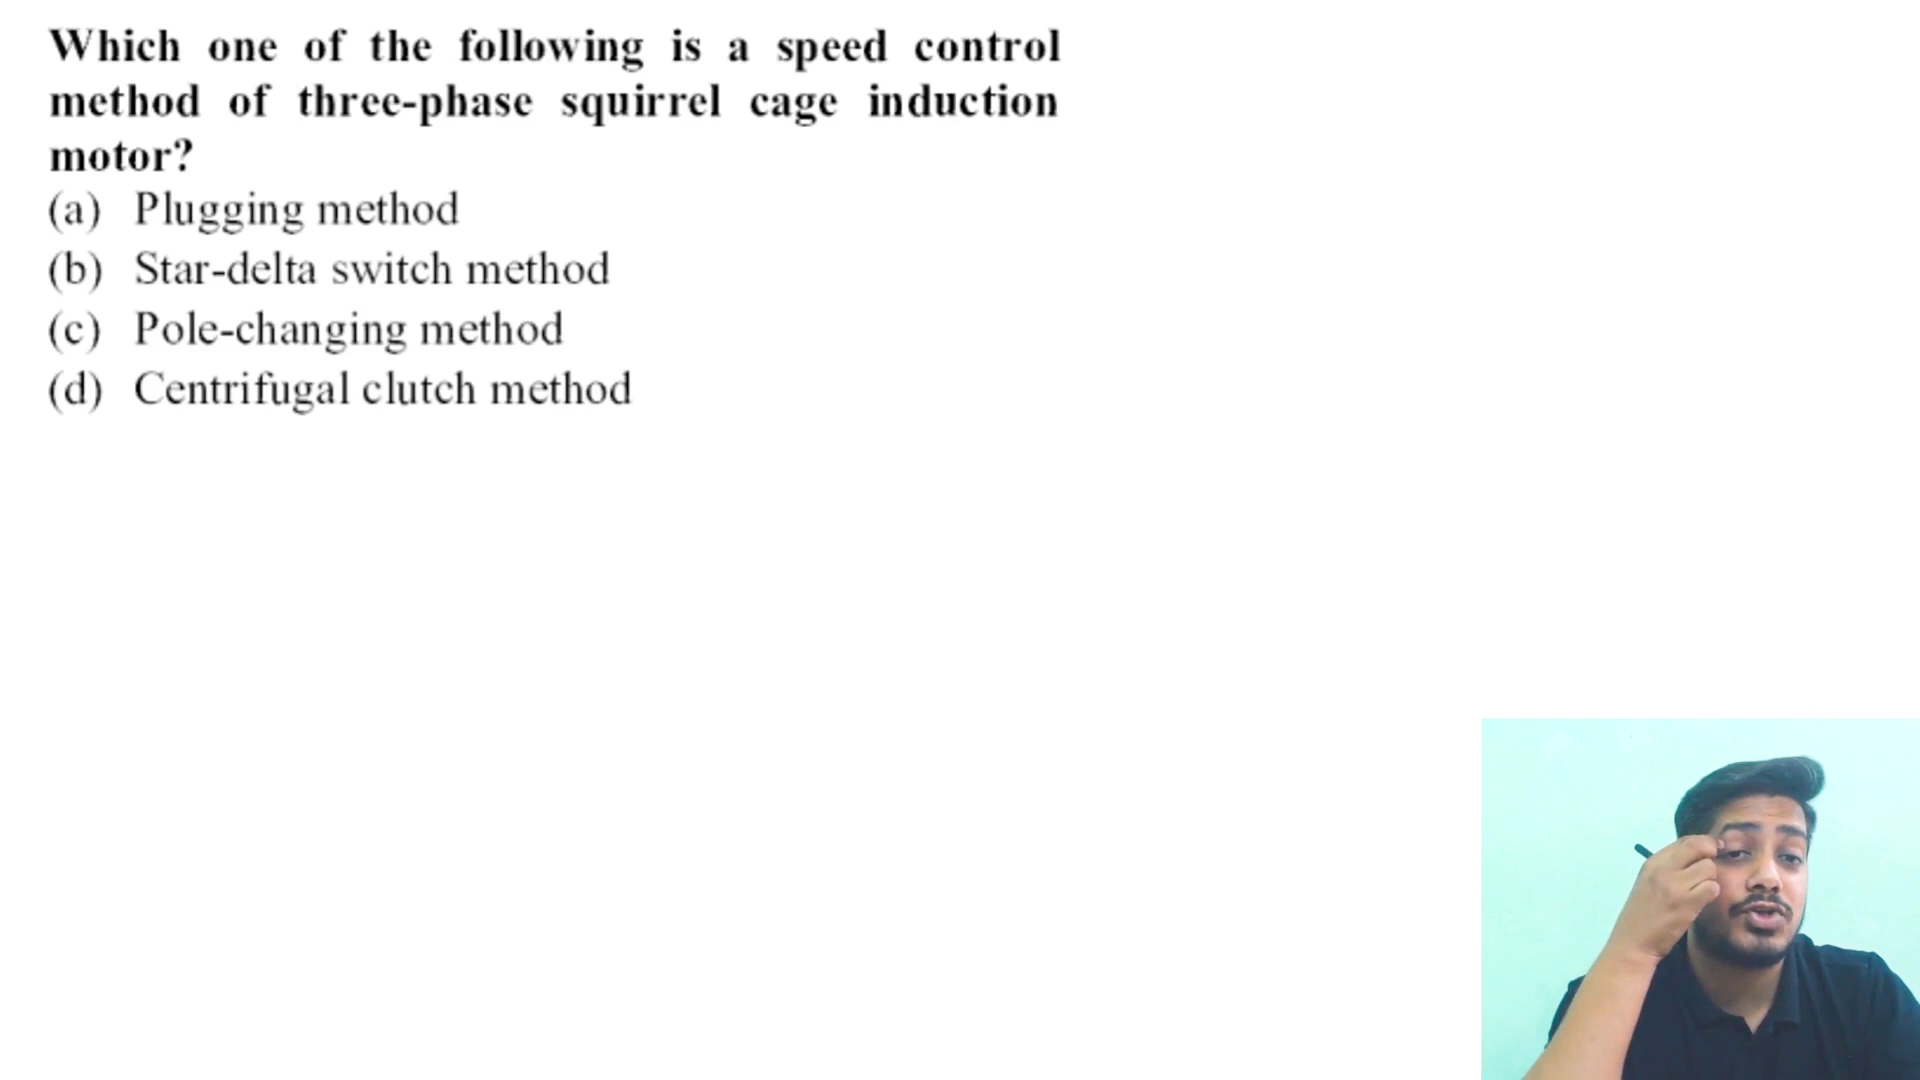 Which one of the following is a speed control
method of three-phase squirrel cage induction
motor?
(a) Plugging method
(b) Star-delta switch method
(c) Pole-changing method
(d) Centrifugal clutch method